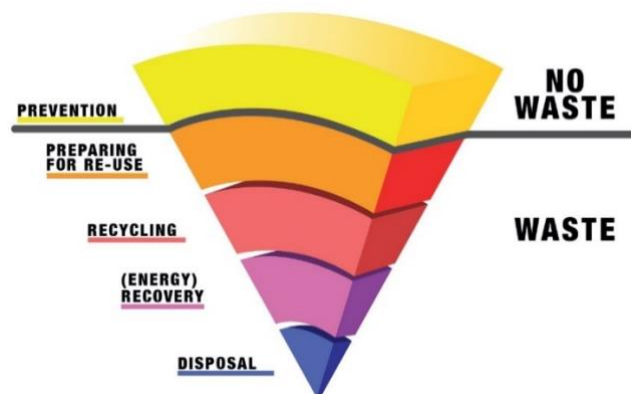 NO
WASTE
PREVENTION
PREPARING
FOR RE-USE
RECYCLING
WASTE
(ENERGY)
RECOVERY
DISPOSAL